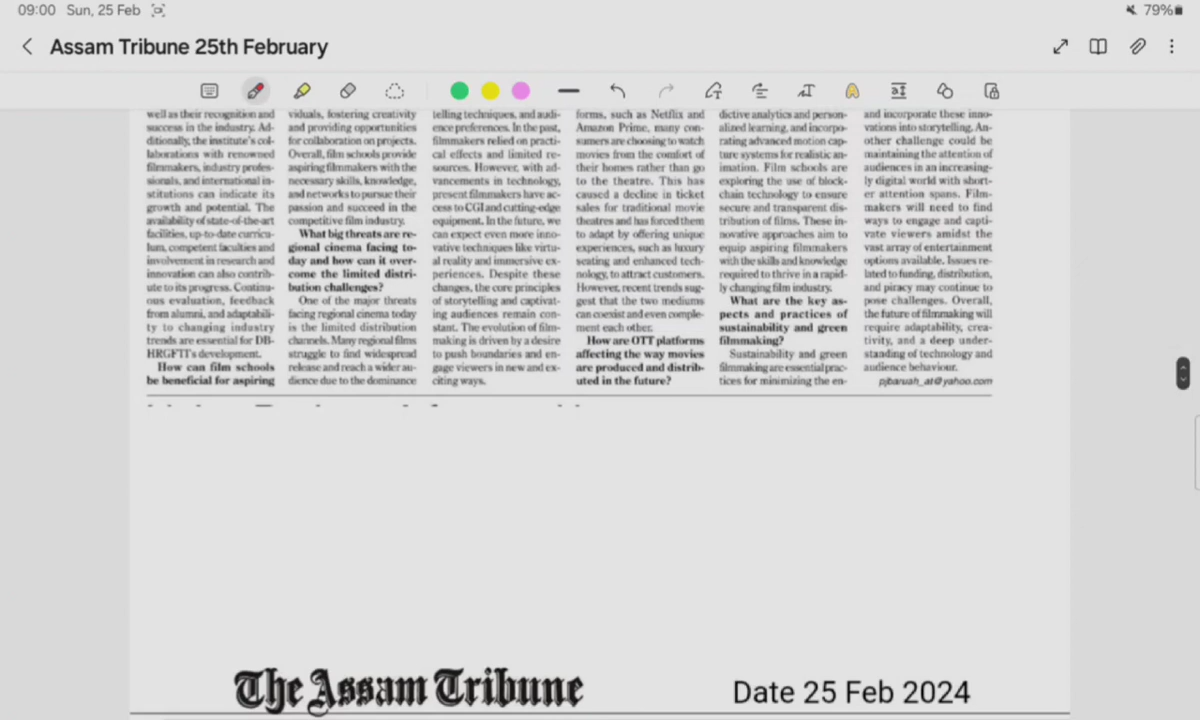 09:00 Sun, 25 Feb
79%
Assam Tribune 25th February
well as their recognition and
success in the industry. Ad-
ditionally, the institute's col-
laborations with renowned
filmmakers, industry profes-
sionals, and international in-
stitutions can indicate its
growth and potential. The
availability of state-of-the-art
facilities, up-to-date curricu-
lum, competent faculties and
involvement in research and
innovation can also contrib-
ute to its progress. Continu-
ous evaluation, feedback
from alumni, and adaptabili-
ty to changing industry
trends are essential for DB-
HRGFTI's development.
How can film schools
be beneficial for aspiring
viduals, fostering creativity
and providing opportunities
for collaboration on projects.
Overall, film schools provide
aspiring filmmakers with the
necessary skills, knowledge,
and networks to pursue their
passion and succeed in the
competitive film industry.
What big threats are re-
gional cinema facing to-
day and how can it over-
come the limited distri-
bution challenges?
One of the major threats
facing regional cinema today
is the limited distribution
channels. Many regional films
struggle to find widespread
release and reach a wider au-
dience due to the dominance
telling techniques, and audi-
ence preferences. In the past,
filmmakers relied on practi-
cal effects and limited re-
sources. However, with ad-
vancements in technology,
present filmmakers have ac-
cess to CGI and cutting-edge
equipment. In the future, we
can expect even more inno-
vative techniques like virtu-
al reality and immersive ex-
periences. Despite these
changes, the core principles
of storytelling and captivat-
ing audiences remain con-
stant. The evolution of film-
making is driven by a desire
to push boundaries and en-
gage viewers in new and ex-
citing ways.
forms, such as Netflix and
Amazon Prime, many con-
sumers are choosing to watch
movies from the comfort of
their homes rather than go
to the theatre. This has
caused a decline in ticket
sales for traditional movie
theatres and has forced them
to adapt by offering unique
experiences, such as luxury
seating and enhanced tech-
nology, to attract customers.
However, recent trends sug-
gest that the two mediums
can coexist and even comple-
ment each other.
How are OTT platforms
affecting the way movies
are produced and distrib-
uted in the future?
dictive analytics and person-
alized learning, and incorpo-
rating advanced motion cap-
ture systems for realistic an-
imation. Film schools are
exploring the use of block-
chain technology to ensure
secure and transparent dis-
tribution of films. These in-
novative approaches aim to
equip aspiring filmmakers
with the skills and knowledge
required to thrive in a rapid-
ly changing film industry.
What are the key as-
pects and practices of
sustainability and green
filmmaking?
Sustainability and green
filmmaking are essential prac-
tices for minimizing the en-
and incorporate these inno-
vations into storytelling. An-
other challenge could be
maintaining the attention of
audiences in an increasing-
ly digital world with short-
er attention spans. Film-
makers will need to find
ways to engage and capti-
vate viewers amidst the
vast array of entertainment
options available. Issues re-
lated to funding, distribution,
and piracy may continue to
pose challenges. Overall,
the future of filmmaking will
require adaptability, crea-
tivity, and a deep under-
standing of technology and
audience behaviour.
pjbaruah_at@yahoo.com
The Assam Tribune
Date 25 Feb 2024